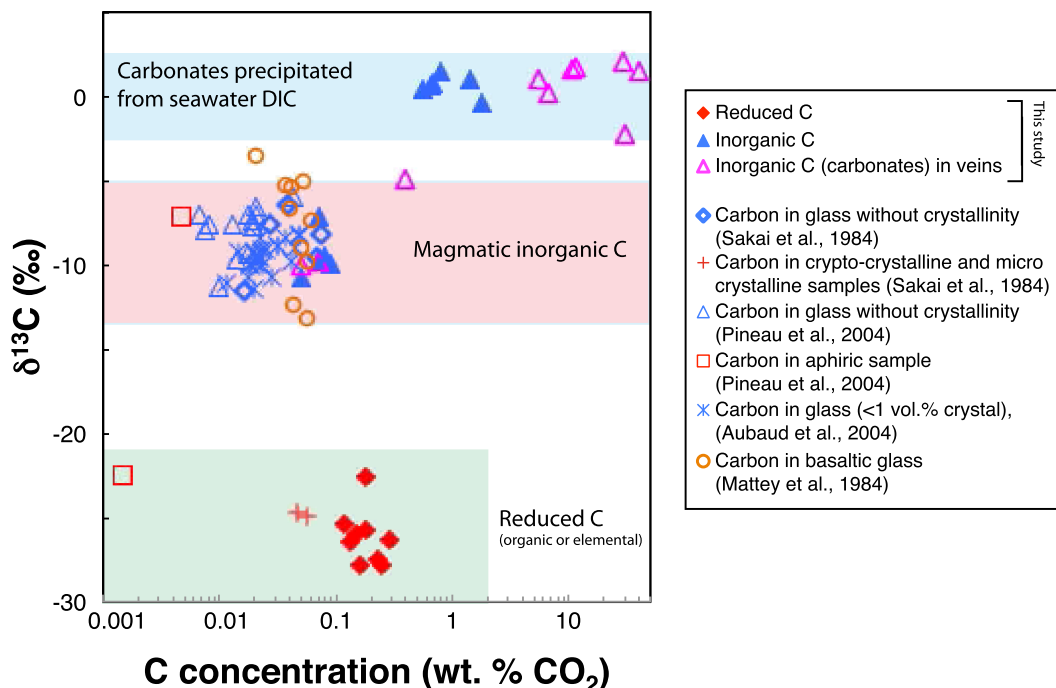 Carbonates precipitated
from seawater DIC
Magmatic inorganic C
Reduced C
(organic or elemental)
0
-10
-20
-30
δ¹³C (‰)
0.001
0.01
0.1
1
10
C concentration (wt. % CO₂)
Reduced C
Inorganic C
Inorganic C (carbonates) in veins
This study
Carbon in glass without crystallinity
(Sakai et al., 1984)
Carbon in crypto-crystalline and micro
crystalline samples (Sakai et al., 1984)
Carbon in glass without crystallinity
(Pineau et al., 2004)
Carbon in aphiric sample
(Pineau et al., 2004)
Carbon in glass (<1 vol.% crystal),
(Aubaud et al., 2004)
Carbon in basaltic glass
(Mattey et al., 1984)